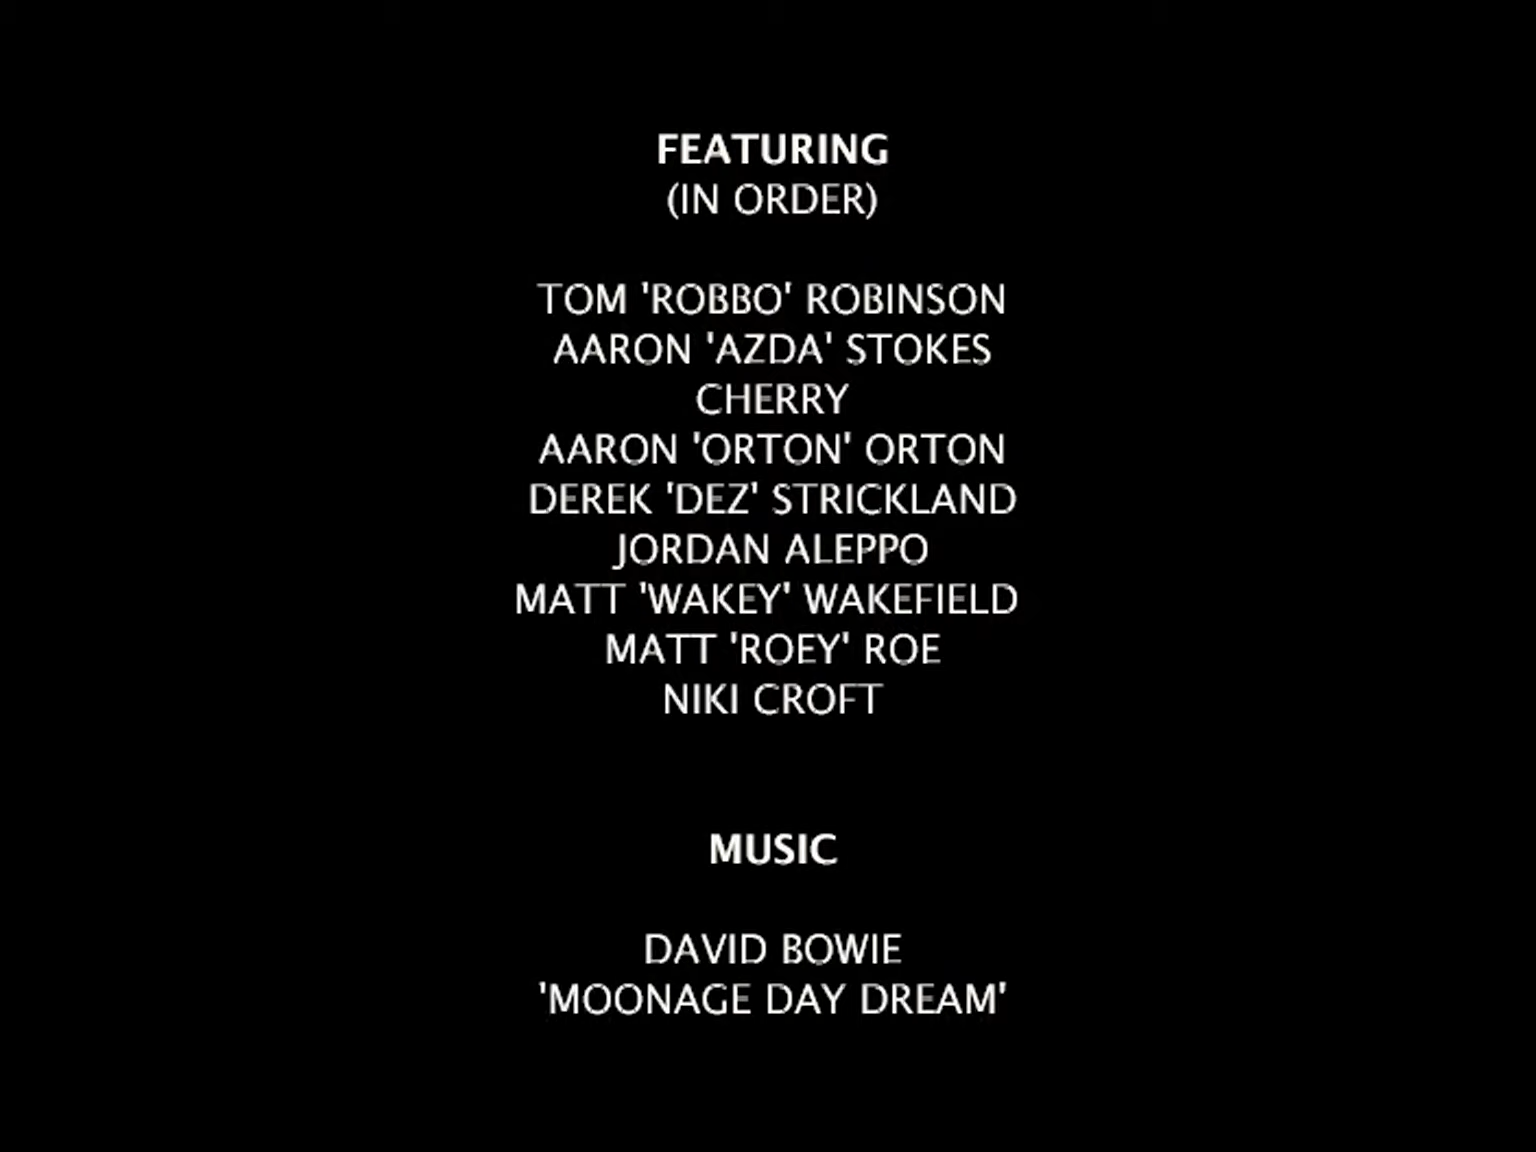 FEATURING
(IN ORDER)
TOM 'ROBBO' ROBINSON
AARON 'AZDA' STOKES
CHERRY
AARON 'ORTON' ORTON
DEREK 'DEZ' STRICKLAND
JORDAN ALEPPO
MATT 'WAKEY' WAKEFIELD
MATT 'ROEY' ROE
NIKI CROFT
MUSIC
DAVID BOWIE
'MOONAGE DAY DREAM'